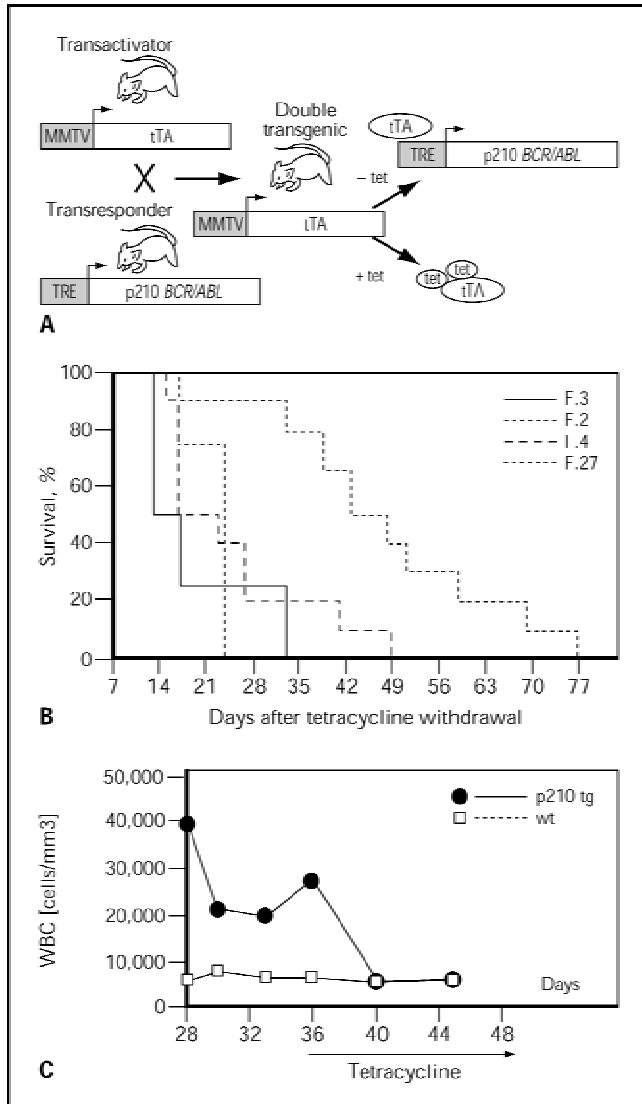 Transactivator
MMTV tTA
Transresponder
TRE p210 BCR/ABL
Double
transgenic
MMTV tTA
– tet
+ tet
tTA
TRE p210 BCR/ABL
tet tet
tTA
A
100
80
60
40
20
0
Survival, %
F.3
F.2
I.4
F.27
7 14 21 28 35 42 49 56 63 70 77
Days after tetracycline withdrawal
B
50,000
40,000
30,000
20,000
10,000
0
WBC [cells/mm3]
p210 tg
wt
Days
28 32 36 40 44 48
Tetracycline
C